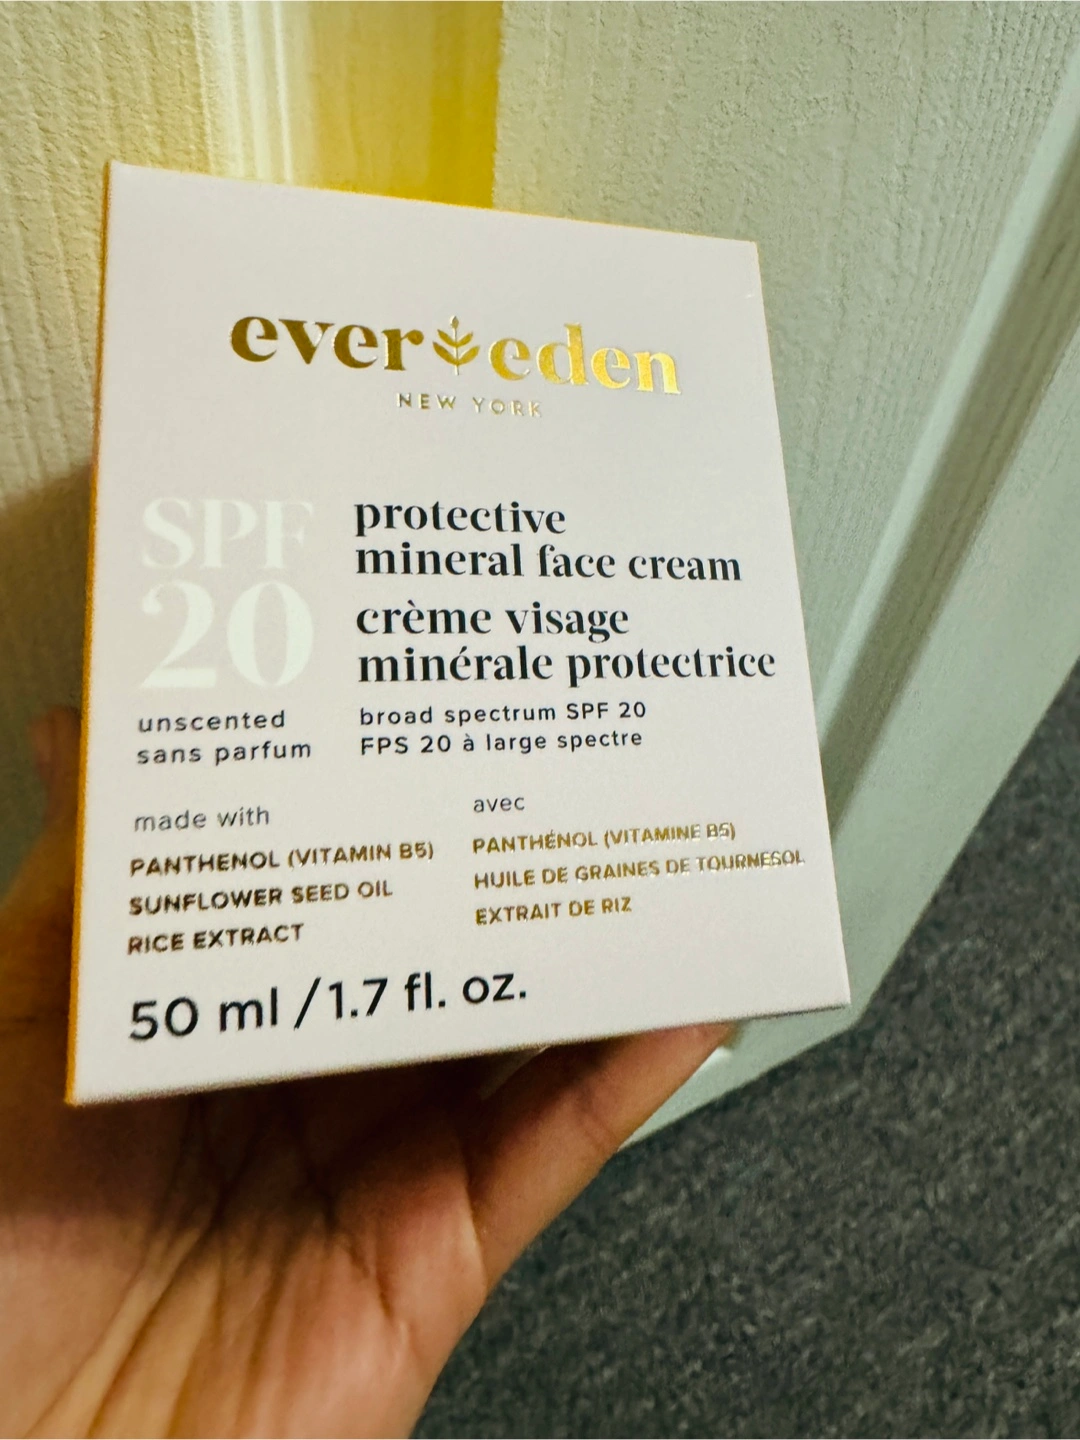 ever eden
NEW YORK
SPF
20
protective
mineral face cream
crème visage
minérale protectrice
unscented
sans parfum
broad spectrum SPF 20
FPS 20 à large spectre
made with
PANTHENOL (VITAMIN B5)
SUNFLOWER SEED OIL
RICE EXTRACT
avec
PANTHÉNOL (VITAMINE B5)
HUILE DE GRAINES DE TOURNESOL
EXTRAIT DE RIZ
50 ml / 1.7 fl. oz.